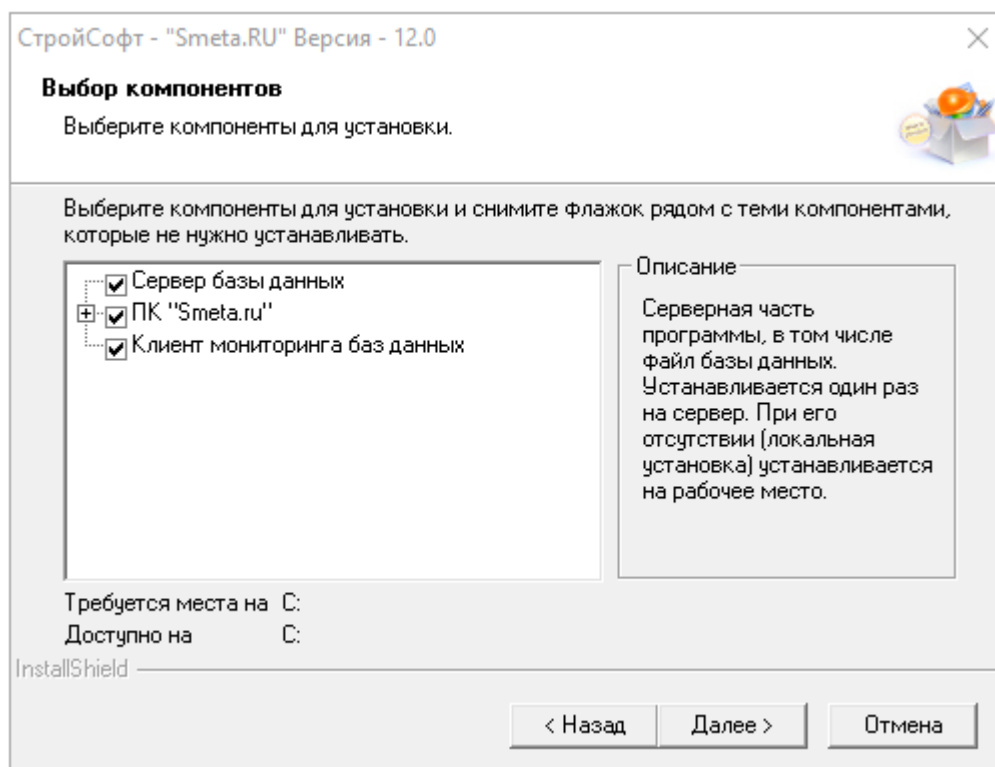 СтройСофт - "Smeta.RU" Версия - 12.0
Выбор компонентов
Выберите компоненты для установки.
Выберите компоненты для установки и снимите флажок рядом с теми компонентами,
которые не нужно устанавливать.
Сервер базы данных
ПК "Smeta.ru"
Клиент мониторинга баз данных
Описание
Серверная часть
программы, в том числе
файл базы данных.
Устанавливается один раз
на сервер. При его
отсутствии (локальная
установка) устанавливается
на рабочее место.
Требуется места на C:
Доступно на C:
InstallShield
< Назад
Далее >
Отмена